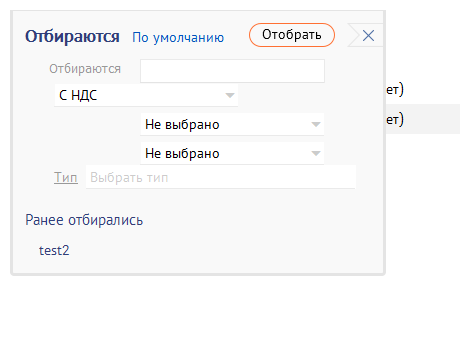 Отбираются По умолчанию Отобрать
Отбираются
ет)
С НДС
ет)
Не выбрано
Не выбрано
Тип Выбрать тип
Ранее отбирались
test2